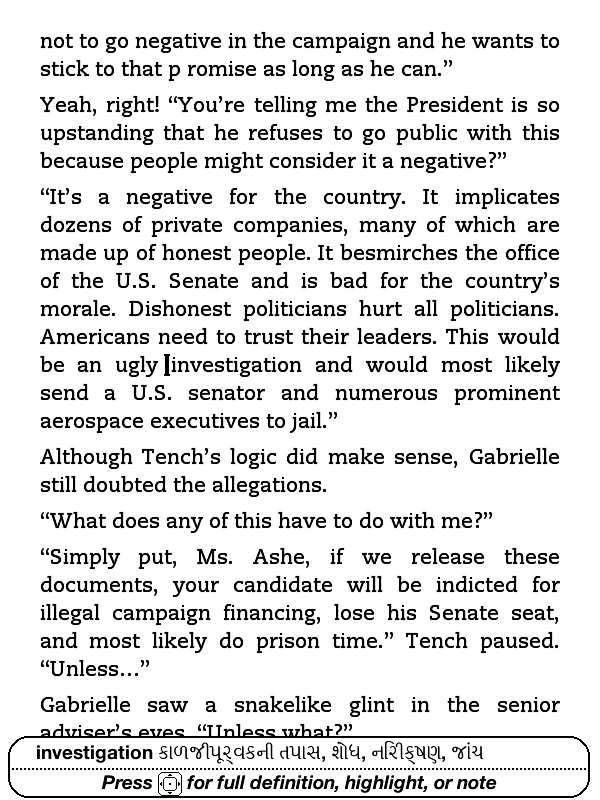 not to go negative in the campaign and he wants to
stick to that p romise as long as he can.”
Yeah, right! “You’re telling me the President is so
upstanding that he refuses to go public with this
because people might consider it a negative?”
“It’s a negative for the country. It implicates
dozens of private companies, many of which are
made up of honest people. It besmirches the office
of the U.S. Senate and is bad for the country’s
morale. Dishonest politicians hurt all politicians.
Americans need to trust their leaders. This would
be an ugly investigation and would most likely
send a U.S. senator and numerous prominent
aerospace executives to jail.”
Although Tench’s logic did make sense, Gabrielle
still doubted the allegations.
“What does any of this have to do with me?”
“Simply put, Ms. Ashe, if we release these
documents, your candidate will be indicted for
illegal campaign financing, lose his Senate seat,
and most likely do prison time.” Tench paused.
“Unless…”
Gabrielle saw a snakelike glint in the senior
adviser’s eyes. “Unless what?”
investigation કાળજીપૂર્વકની તપાસ, શોધ, નિરીક્ષણ, જાંચ
Press for full definition, highlight, or note